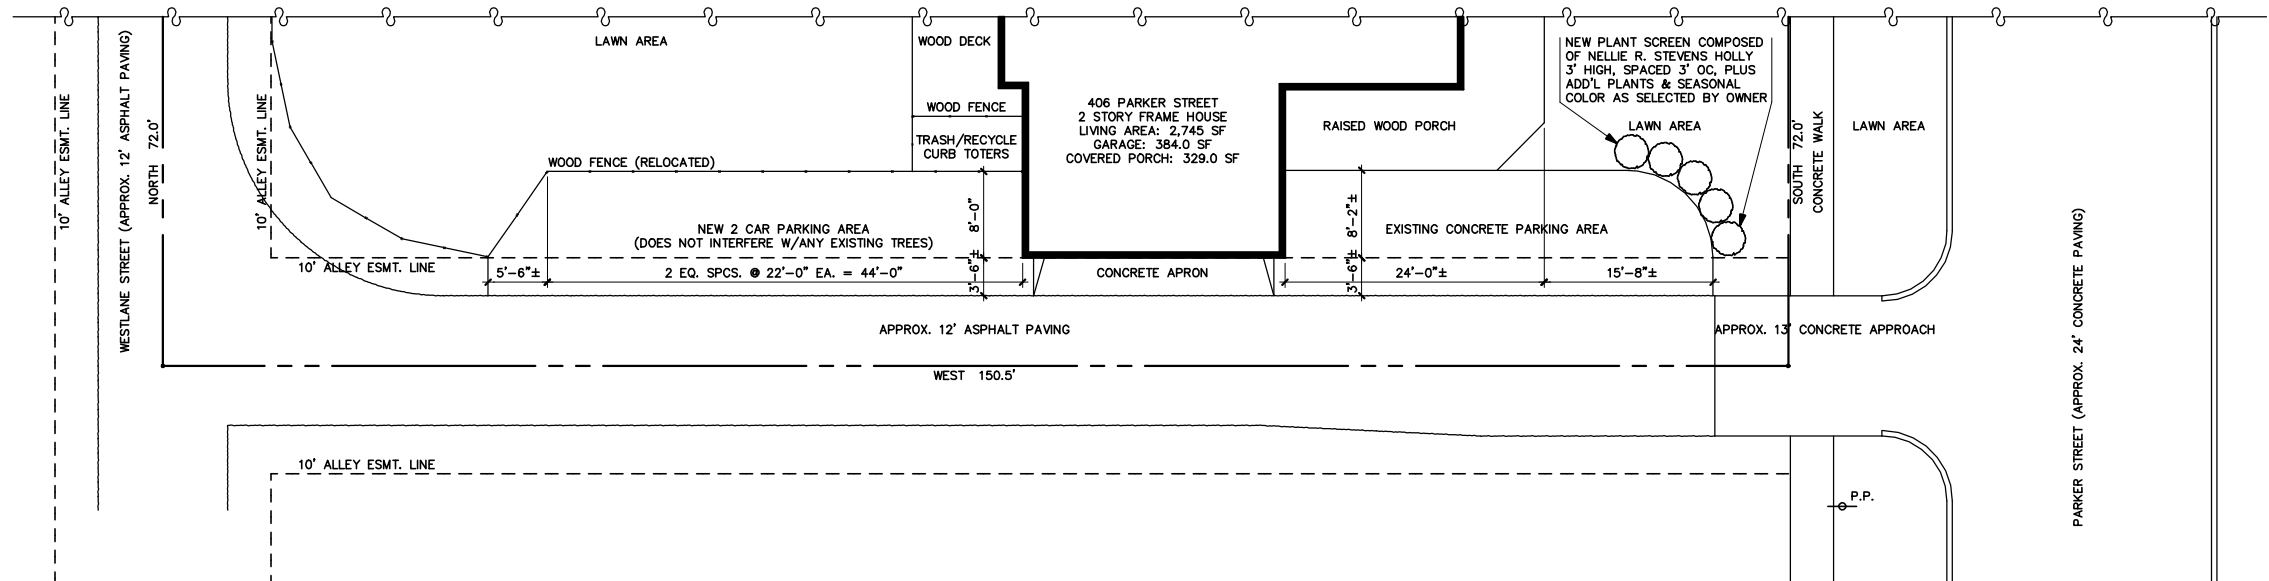 10' ALLEY ESMT. LINE
WESTLANE STREET (APPROX. 12' ASPHALT PAVING)
NORTH 72.0'
10' ALLEY ESMT. LINE
LAWN AREA
WOOD DECK
WOOD FENCE
TRASH/RECYCLE
CURB TOTERS
WOOD FENCE (RELOCATED)
406 PARKER STREET
2 STORY FRAME HOUSE
LIVING AREA: 2,745 SF
GARAGE: 384.0 SF
COVERED PORCH: 329.0 SF
RAISED WOOD PORCH
NEW PLANT SCREEN COMPOSED
OF NELLIE R. STEVENS HOLLY
3' HIGH, SPACED 3' OC, PLUS
ADD'L PLANTS & SEASONAL
COLOR AS SELECTED BY OWNER
LAWN AREA
SOUTH 72.0'
CONCRETE WALK
LAWN AREA
NEW 2 CAR PARKING AREA
(DOES NOT INTERFERE W/ANY EXISTING TREES)
8'-0"
3'-6"±
EXISTING CONCRETE PARKING AREA
8'-2"±
3'-6"±
10' ALLEY ESMT. LINE
5'-6"±
2 EQ. SPCS. @ 22'-0" EA. = 44'-0"
CONCRETE APRON
24'-0"±
15'-8"±
APPROX. 12' ASPHALT PAVING
APPROX. 13' CONCRETE APPROACH
WEST 150.5'
10' ALLEY ESMT. LINE
P.P.
PARKER STREET (APPROX. 24' CONCRETE PAVING)